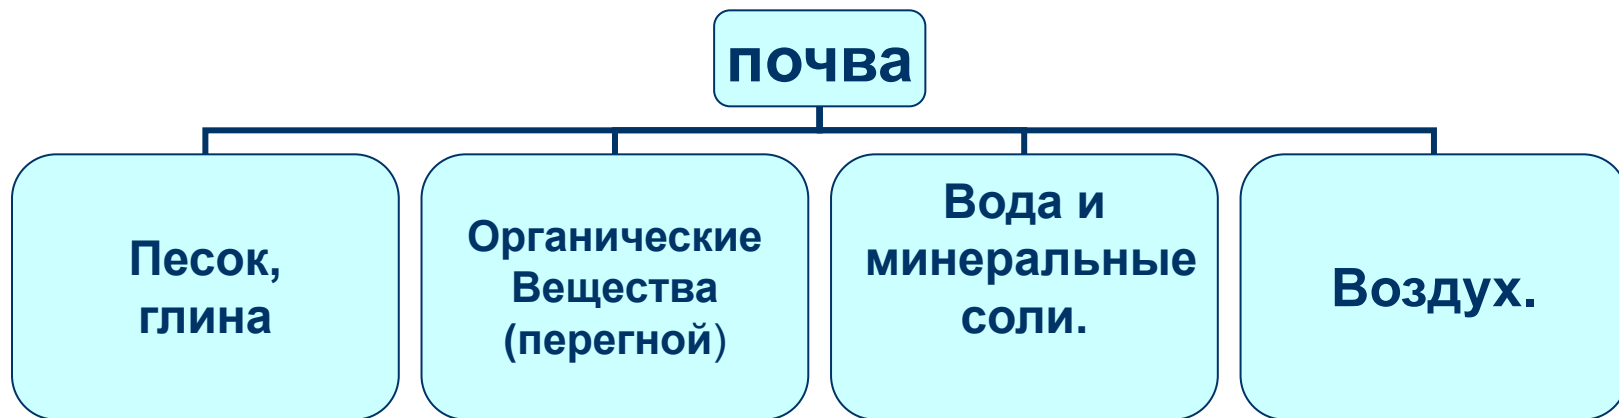 почва
Песок,
глина
Органические
Вещества
(перегной)
Вода и
минеральные
соли.
Воздух.